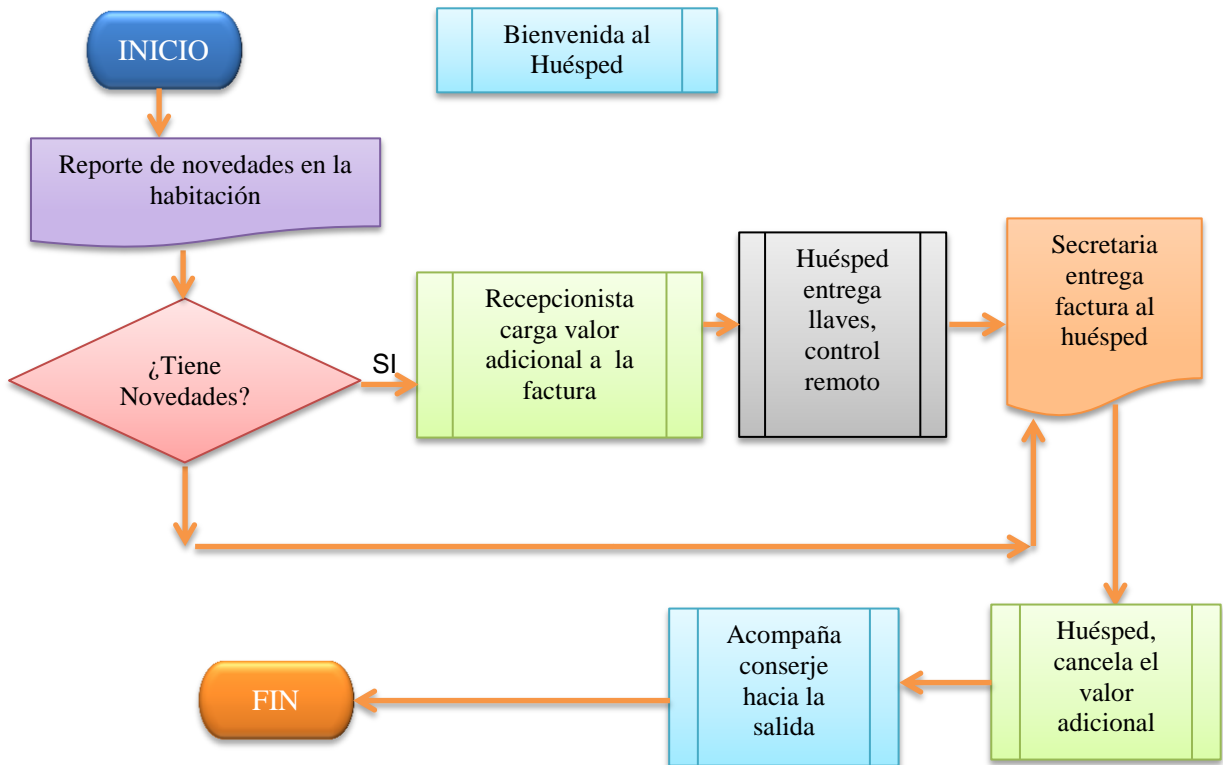 INICIO
Bienvenida al
Huésped
Reporte de novedades en la
habitación
¿Tiene
Novedades?
SI
Recepcionista
carga valor
adicional a la
factura
Huésped
entrega
llaves,
control
remoto
Secretaria
entrega
factura al
huésped
Huésped,
cancela el
valor
adicional
Acompaña
conserje
hacia la
salida
FIN